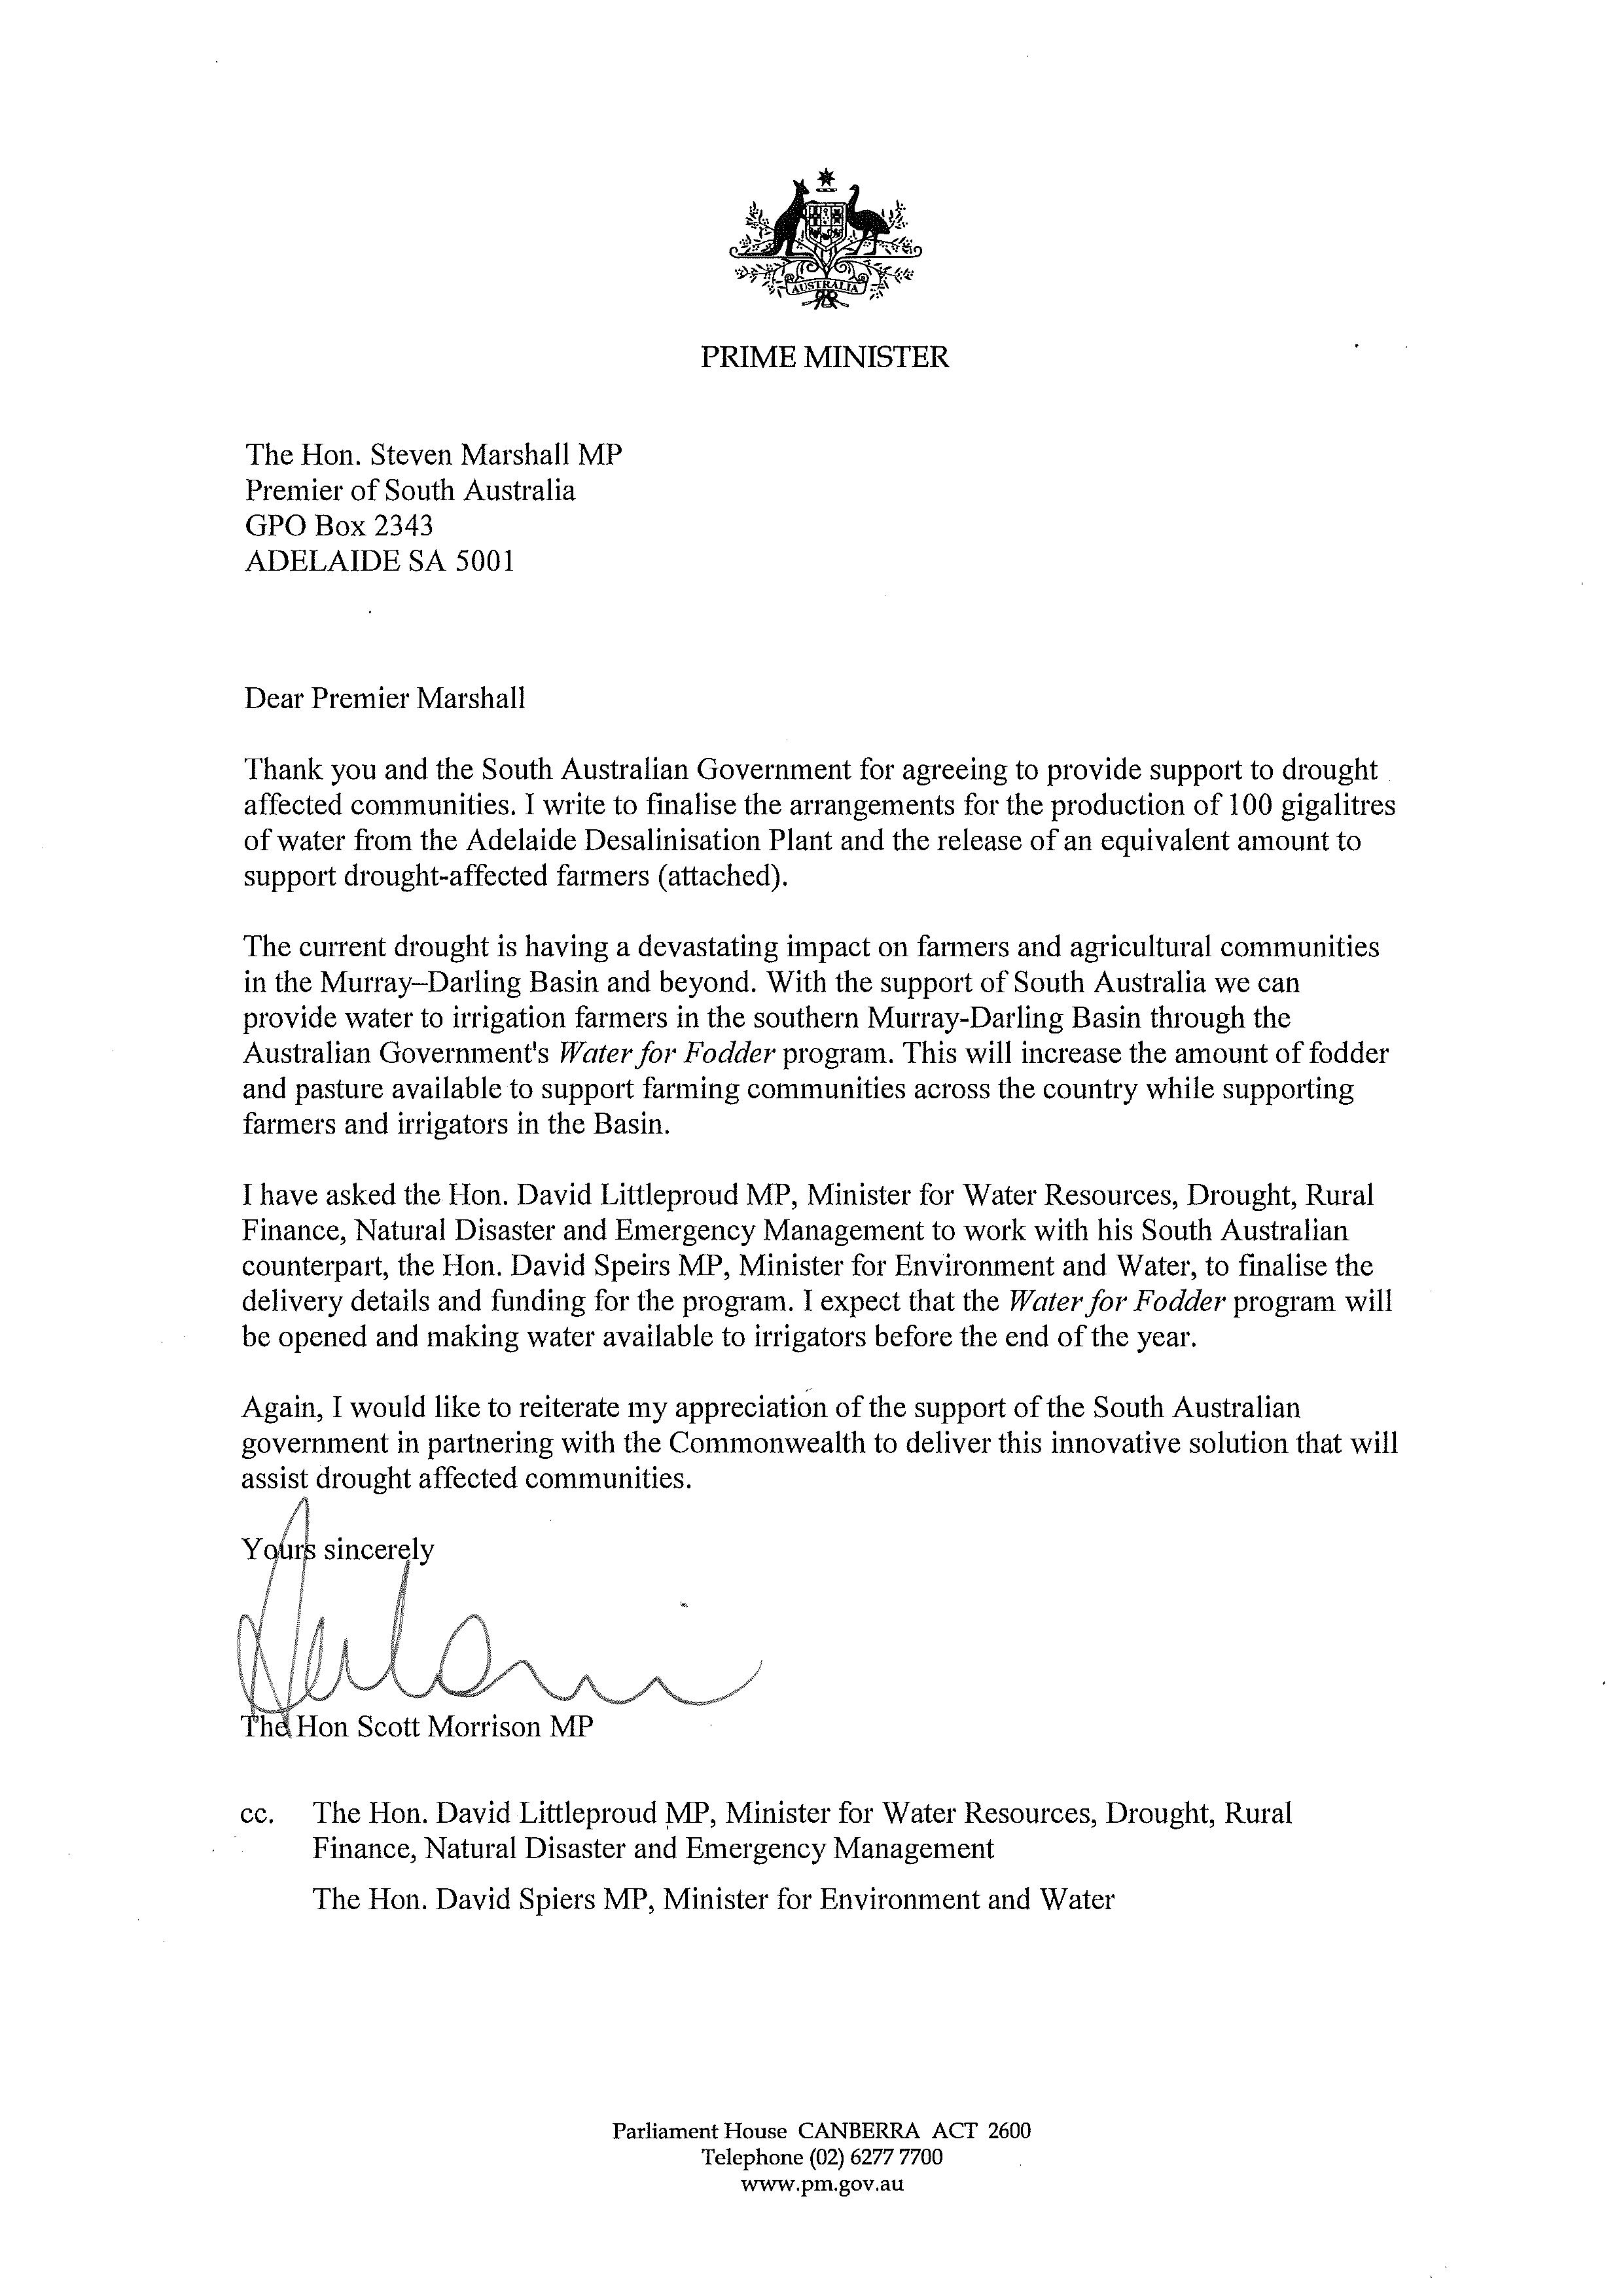 AUSTRALIA
PRIME MINISTER
The Hon. Steven Marshall MP
Premier of South Australia
GPO Box 2343
ADELAIDE SA 5001
Dear Premier Marshall
Thank you and the South Australian Government for agreeing to provide support to drought
affected communities. I write to finalise the arrangements for the production of 100 gigalitres
of water from the Adelaide Desalinisation Plant and the release of an equivalent amount to
support drought-affected farmers (attached).
The current drought is having a devastating impact on farmers and agricultural communities
in the Murray–Darling Basin and beyond. With the support of South Australia we can
provide water to irrigation farmers in the southern Murray-Darling Basin through the
Australian Government's Water for Fodder program. This will increase the amount of fodder
and pasture available to support farming communities across the country while supporting
farmers and irrigators in the Basin.
I have asked the Hon. David Littleproud MP, Minister for Water Resources, Drought, Rural
Finance, Natural Disaster and Emergency Management to work with his South Australian
counterpart, the Hon. David Speirs MP, Minister for Environment and Water, to finalise the
delivery details and funding for the program. I expect that the Water for Fodder program will
be opened and making water available to irrigators before the end of the year.
Again, I would like to reiterate my appreciation of the support of the South Australian
government in partnering with the Commonwealth to deliver this innovative solution that will
assist drought affected communities.
Yours sincerely
The Hon Scott Morrison MP
cc. The Hon. David Littleproud MP, Minister for Water Resources, Drought, Rural
Finance, Natural Disaster and Emergency Management
The Hon. David Spiers MP, Minister for Environment and Water
Parliament House CANBERRA ACT 2600
Telephone (02) 6277 7700
www.pm.gov.au